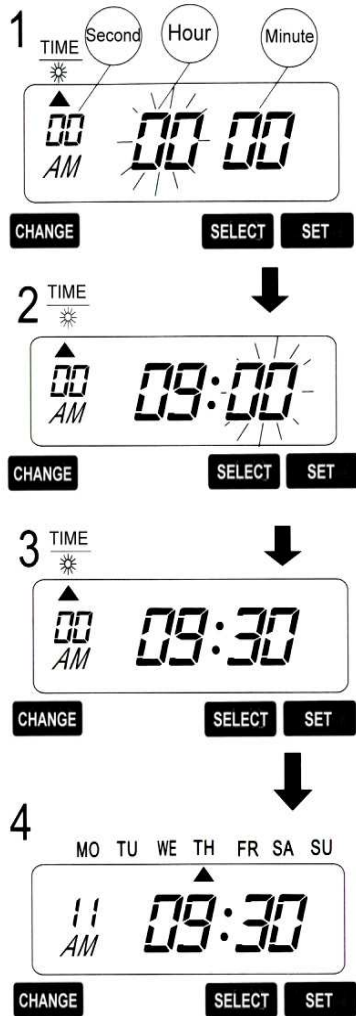 1
TIME
Second Hour Minute
00 00 00
AM
CHANGE SELECT SET
2 TIME
00 09:00
AM
CHANGE SELECT SET
3 TIME
00 09:30
AM
CHANGE SELECT SET
4
MO TU WE TH FR SA SU
11 09:30
AM
CHANGE SELECT SET